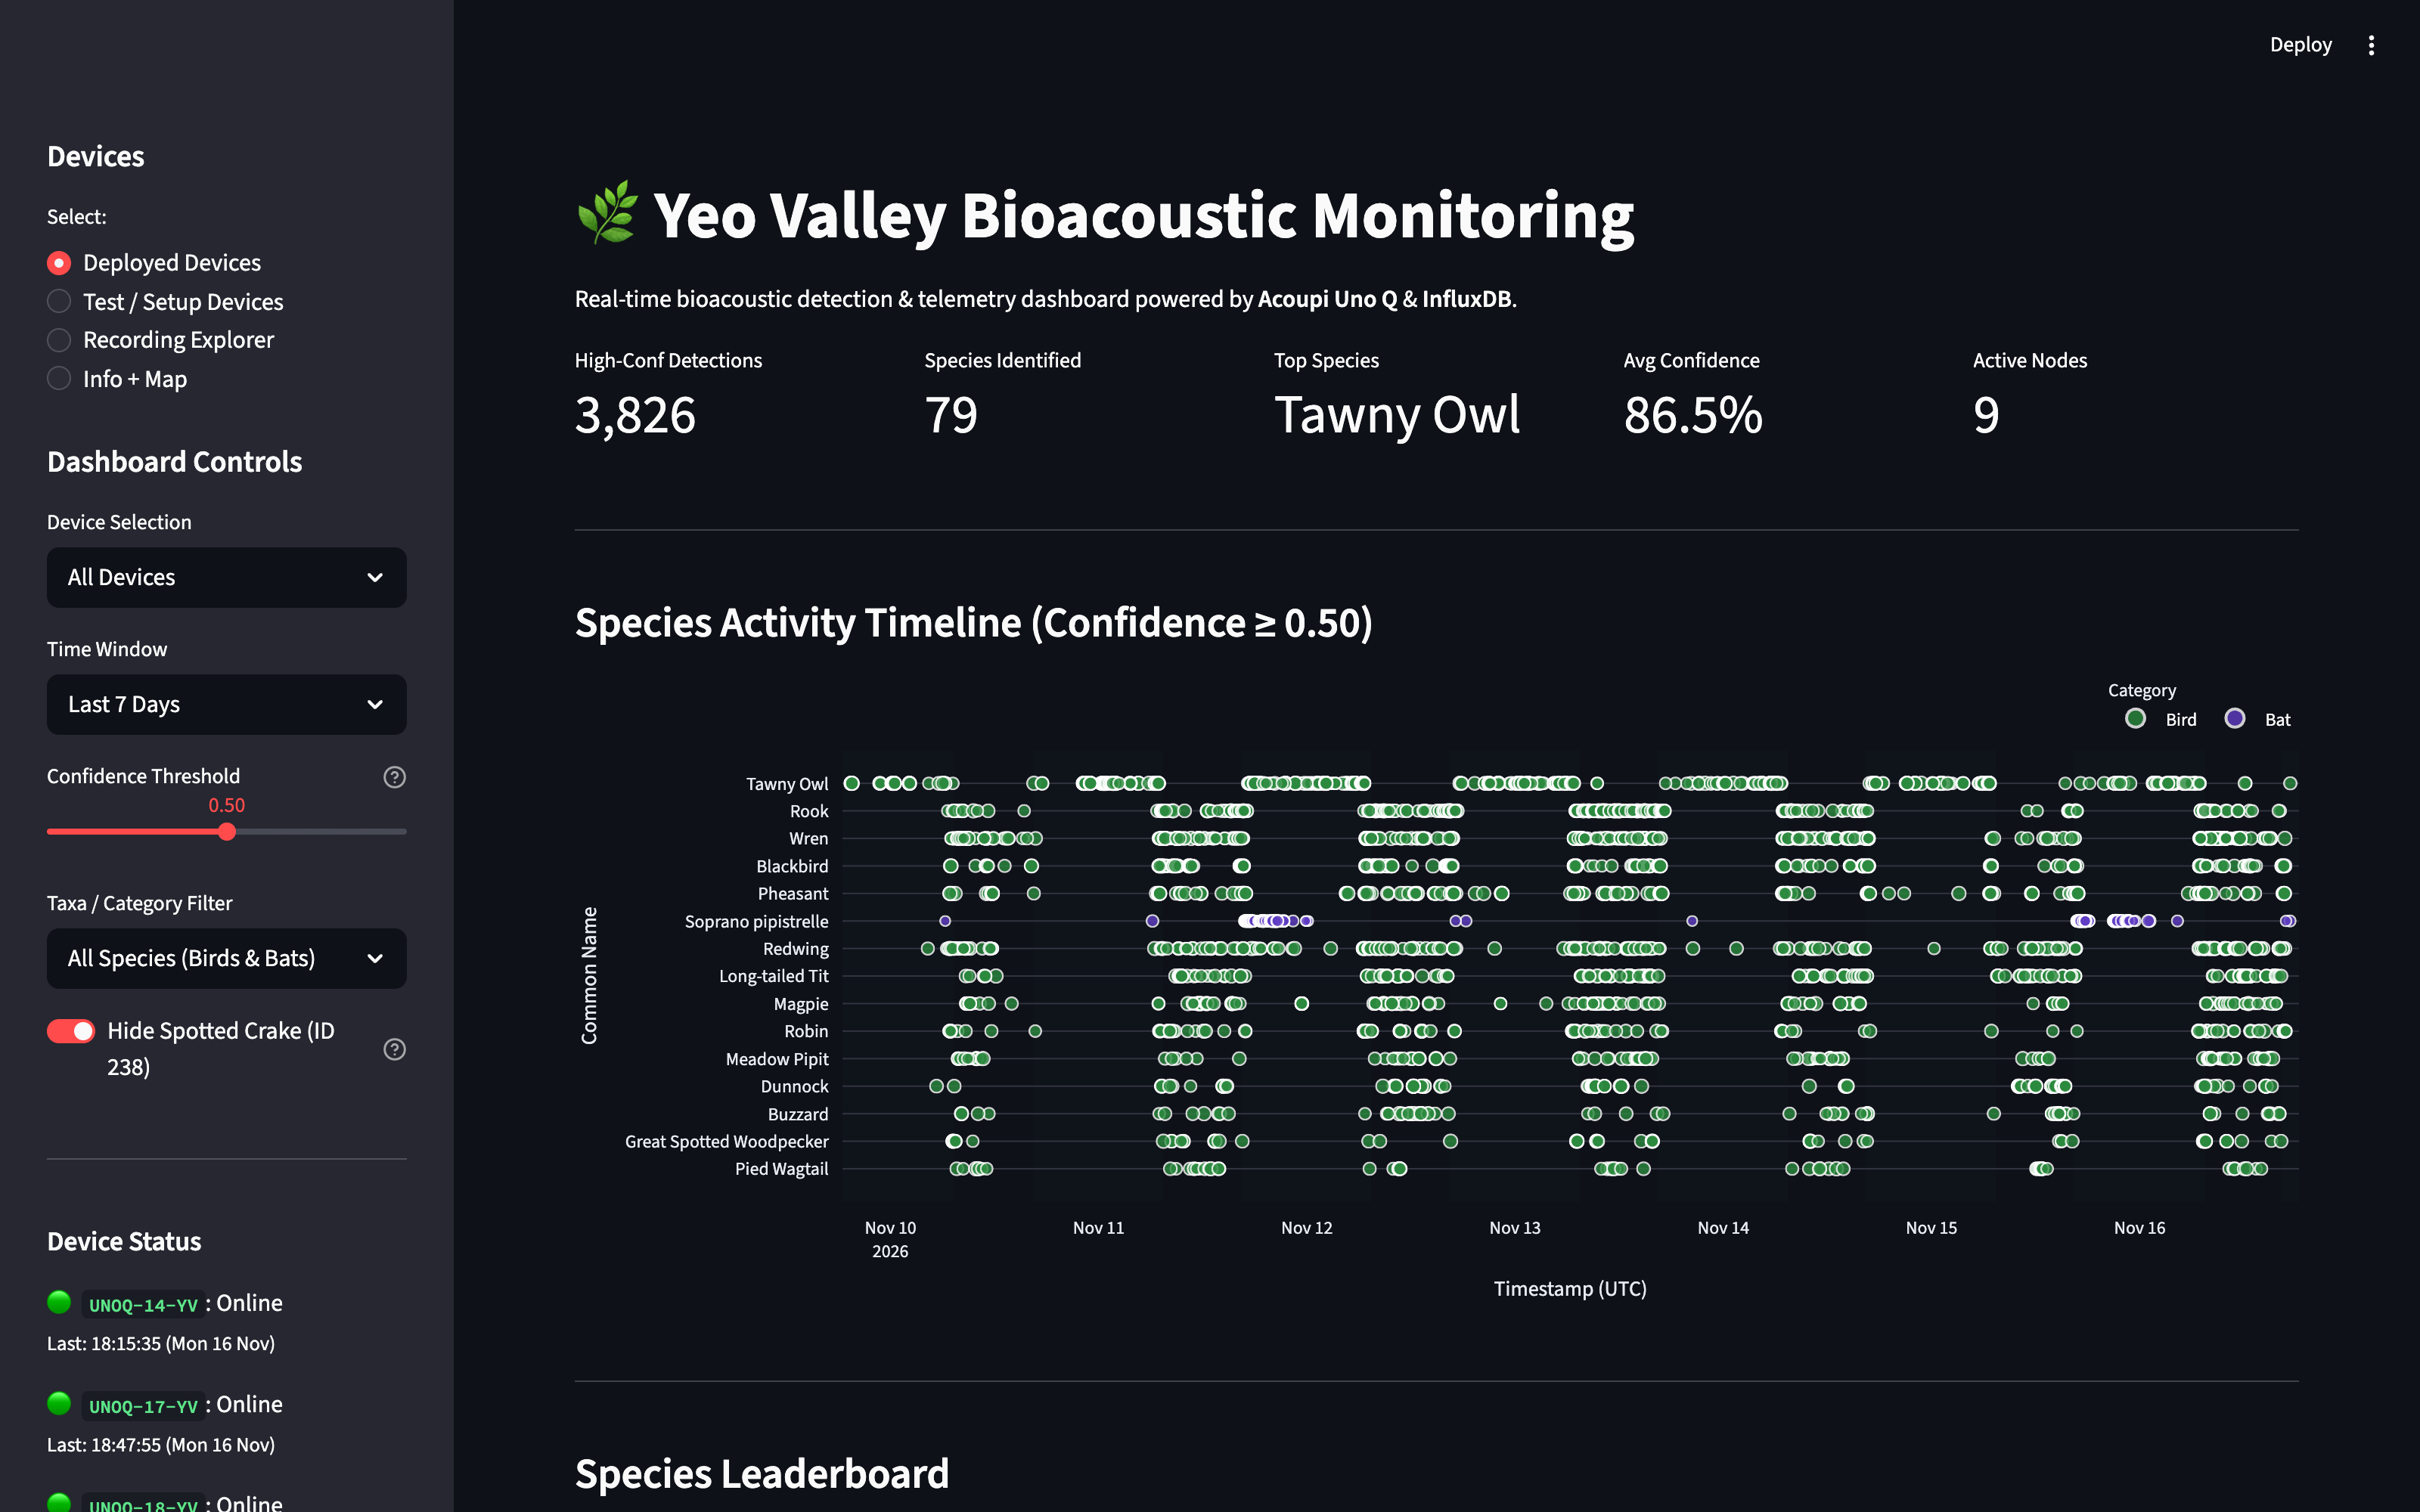 Deploy
Devices
Select:
Deployed Devices
Test / Setup Devices
Recording Explorer
Info + Map
Dashboard Controls
Device Selection
All Devices
Time Window
Last 7 Days
Confidence Threshold
0.50
Taxa / Category Filter
All Species (Birds & Bats)
Hide Spotted Crake (ID
238)
Device Status
UNOQ-14-YV : Online
Last: 18:15:35 (Mon 16 Nov)
UNOQ-17-YV : Online
Last: 18:47:55 (Mon 16 Nov)
UNOQ-18-YV : Online
Yeo Valley Bioacoustic Monitoring
Real-time bioacoustic detection & telemetry dashboard powered by Acoupi Uno Q & InfluxDB.
High-Conf Detections
3,826
Species Identified
79
Top Species
Tawny Owl
Avg Confidence
86.5%
Active Nodes
9
Species Activity Timeline (Confidence ≥ 0.50)
Category
Bird Bat
Common Name
Tawny Owl
Rook
Wren
Blackbird
Pheasant
Soprano pipistrelle
Redwing
Long-tailed Tit
Magpie
Robin
Meadow Pipit
Dunnock
Buzzard
Great Spotted Woodpecker
Pied Wagtail
Nov 10 Nov 11 Nov 12 Nov 13 Nov 14 Nov 15 Nov 16
2026
Timestamp (UTC)
Species Leaderboard